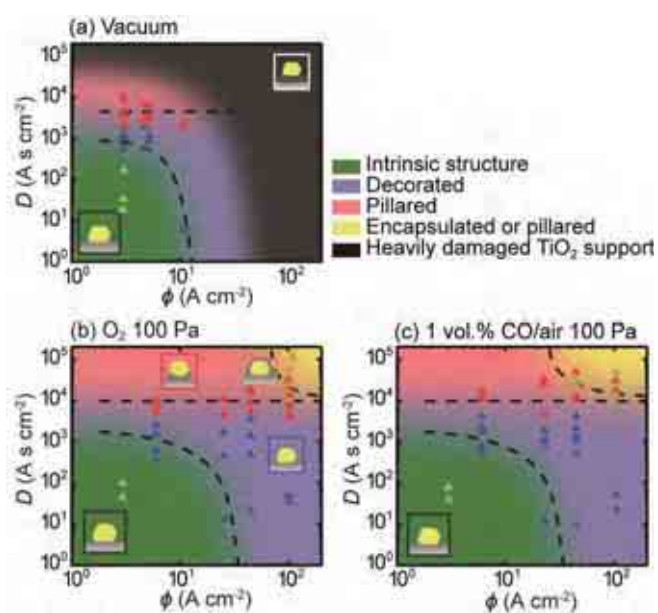 (a) Vacuum
10⁵
10⁴
10³
10²
10¹
10⁰
D (A s cm⁻²)
10⁰ 10¹ 10²
ϕ (A cm⁻²)
Intrinsic structure
Decorated
Pillared
Encapsulated or pillared
Heavily damaged TiO₂ support
(b) O₂ 100 Pa
10⁵
10⁴
10³
10²
10¹
10⁰
D (A s cm⁻²)
10⁰ 10¹ 10²
ϕ (A cm⁻²)
(c) 1 vol.% CO/air 100 Pa
10⁵
10⁴
10³
10²
10¹
10⁰
D (A s cm⁻²)
10⁰ 10¹ 10²
ϕ (A cm⁻²)